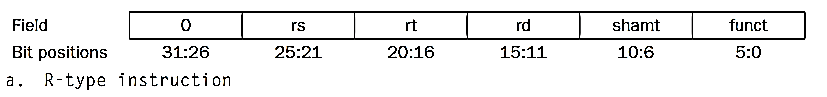 Field 0 rs rt rd shamt funct
Bit positions 31:26 25:21 20:16 15:11 10:6 5:0
a. R-type instruction